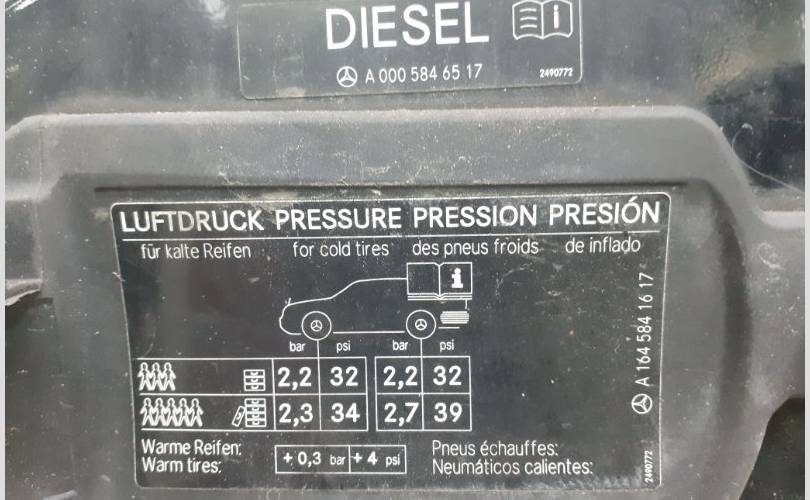 DIESEL
A 000 584 65 17
2490772
LUFTDRUCK PRESSURE PRESSION PRESIÓN
für kalte Reifen for cold tires des pneus froids de inflado
bar psi bar psi
2,2 32 2,2 32
2,3 34 2,7 39
Warme Reifen: Pneus échauffes:
Warm tires: +0,3 bar +4 psi Neumáticos calientes:
A 164 584 16 17
2490772